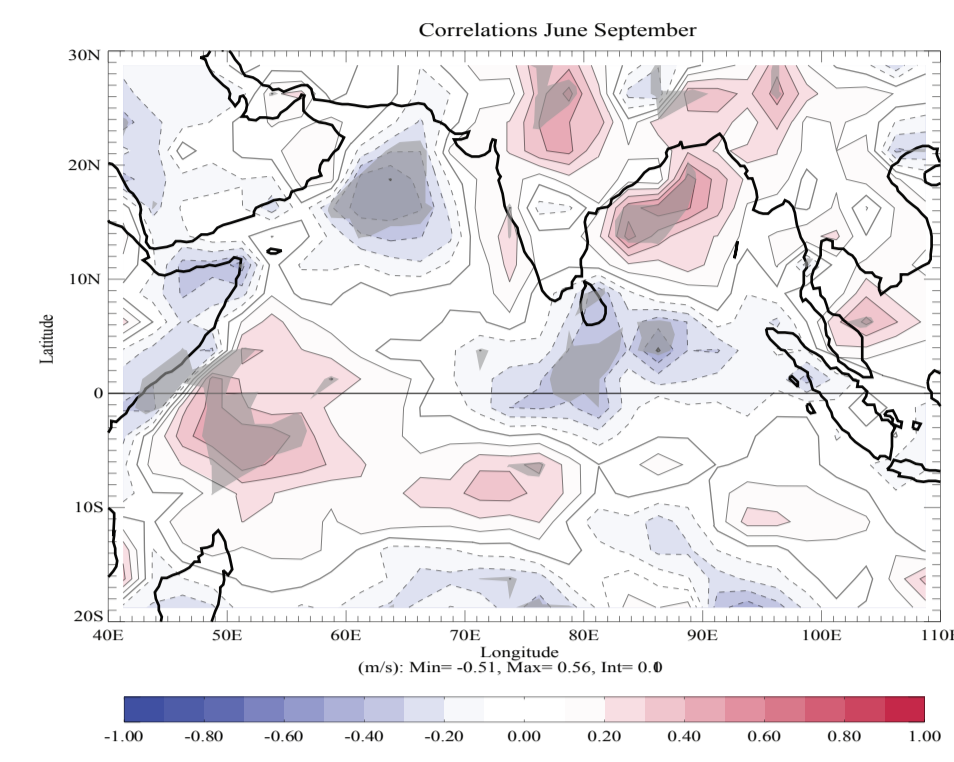 Correlations June September
30N
20N
10N
0
10S
20S
Latitude
40E 50E 60E 70E 80E 90E 100E 110E
Longitude
(m/s): Min= -0.51, Max= 0.56, Int= 0.0
-1.00 -0.80 -0.60 -0.40 -0.20 0.00 0.20 0.40 0.60 0.80 1.00